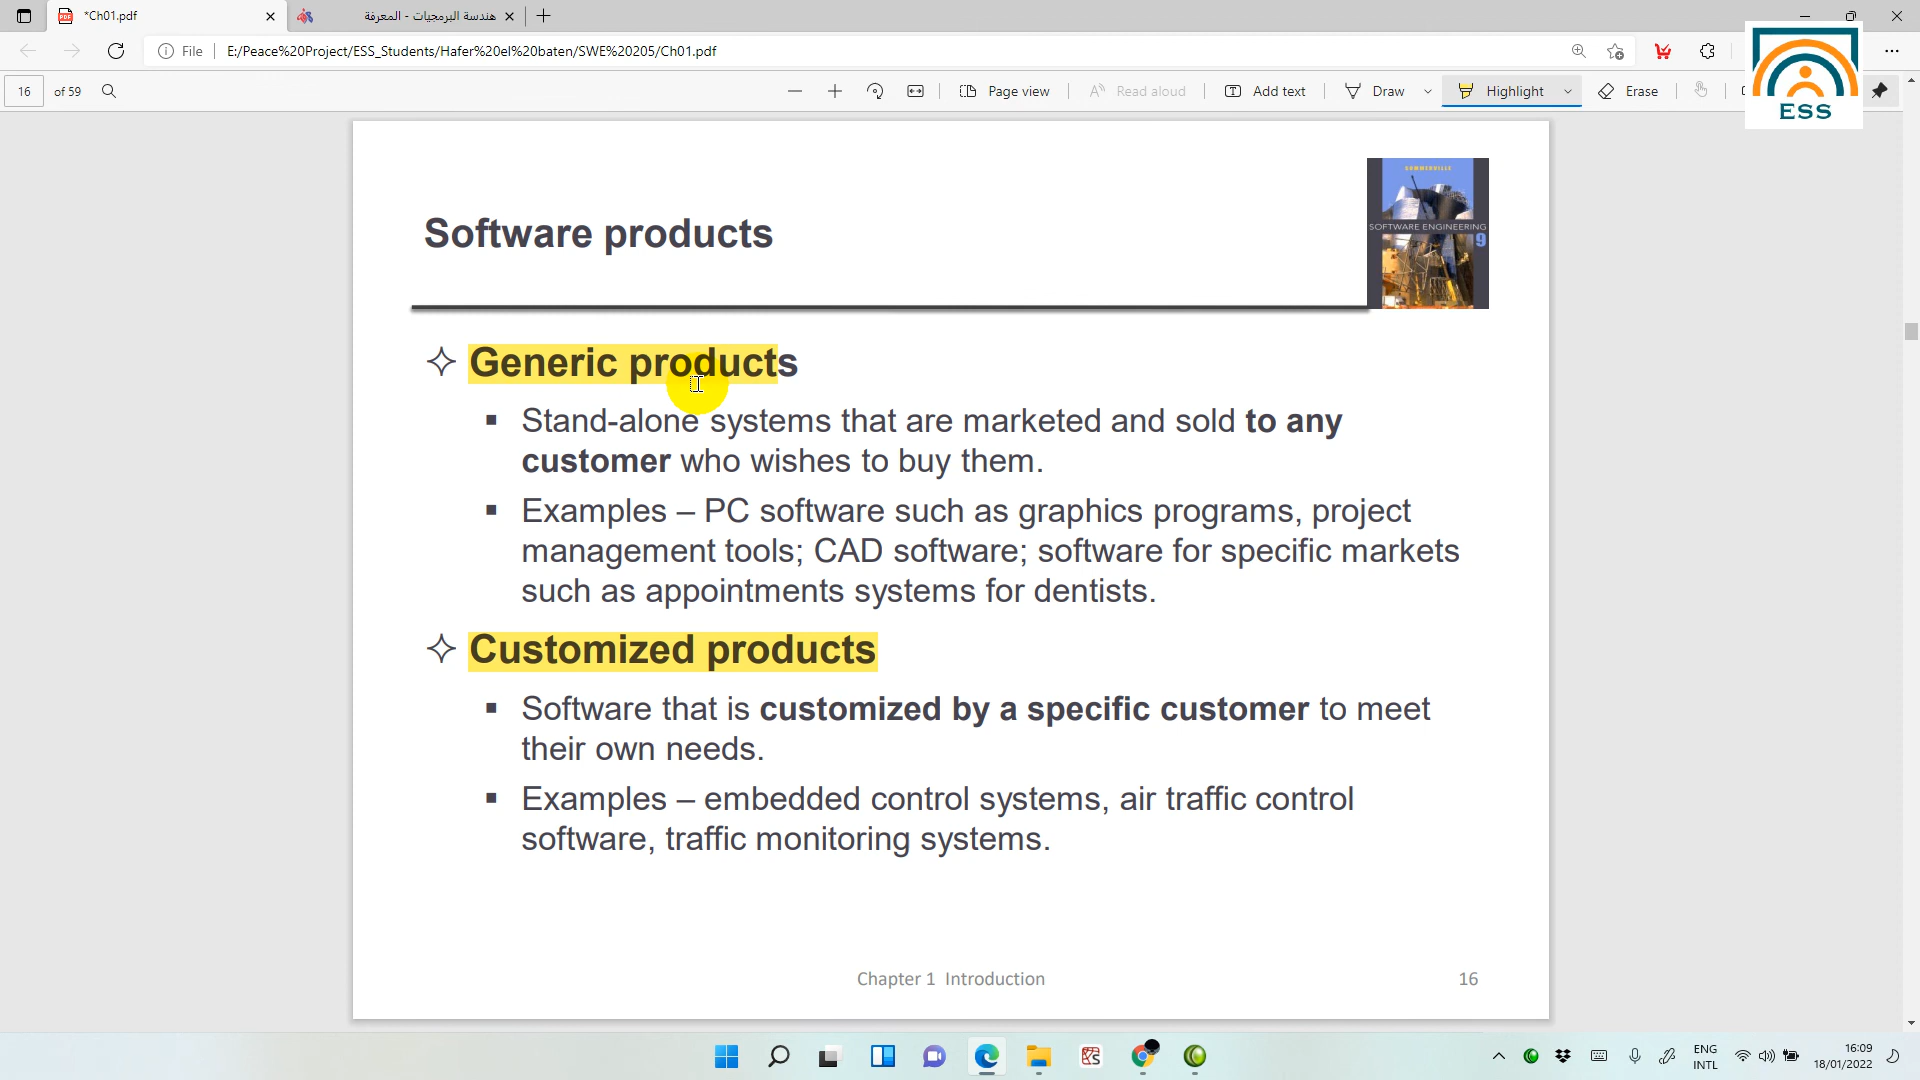 *Ch01.pdf
هندسة البرمجيات - المعرفة
File
E:/Peace%20Project/ESS_Students/Hafer%20el%20baten/SWE%20205/Ch01.pdf
16 of 59
Page view
Read aloud
Add text
Draw
Highlight
Erase
ESS
SOMMERVILLE
SOFTWARE ENGINEERING
9
Software products
Generic products
Stand-alone systems that are marketed and sold to any
customer who wishes to buy them.
Examples – PC software such as graphics programs, project
management tools; CAD software; software for specific markets
such as appointments systems for dentists.
Customized products
Software that is customized by a specific customer to meet
their own needs.
Examples – embedded control systems, air traffic control
software, traffic monitoring systems.
Chapter 1 Introduction
16
ENG
INTL
16:09
18/01/2022